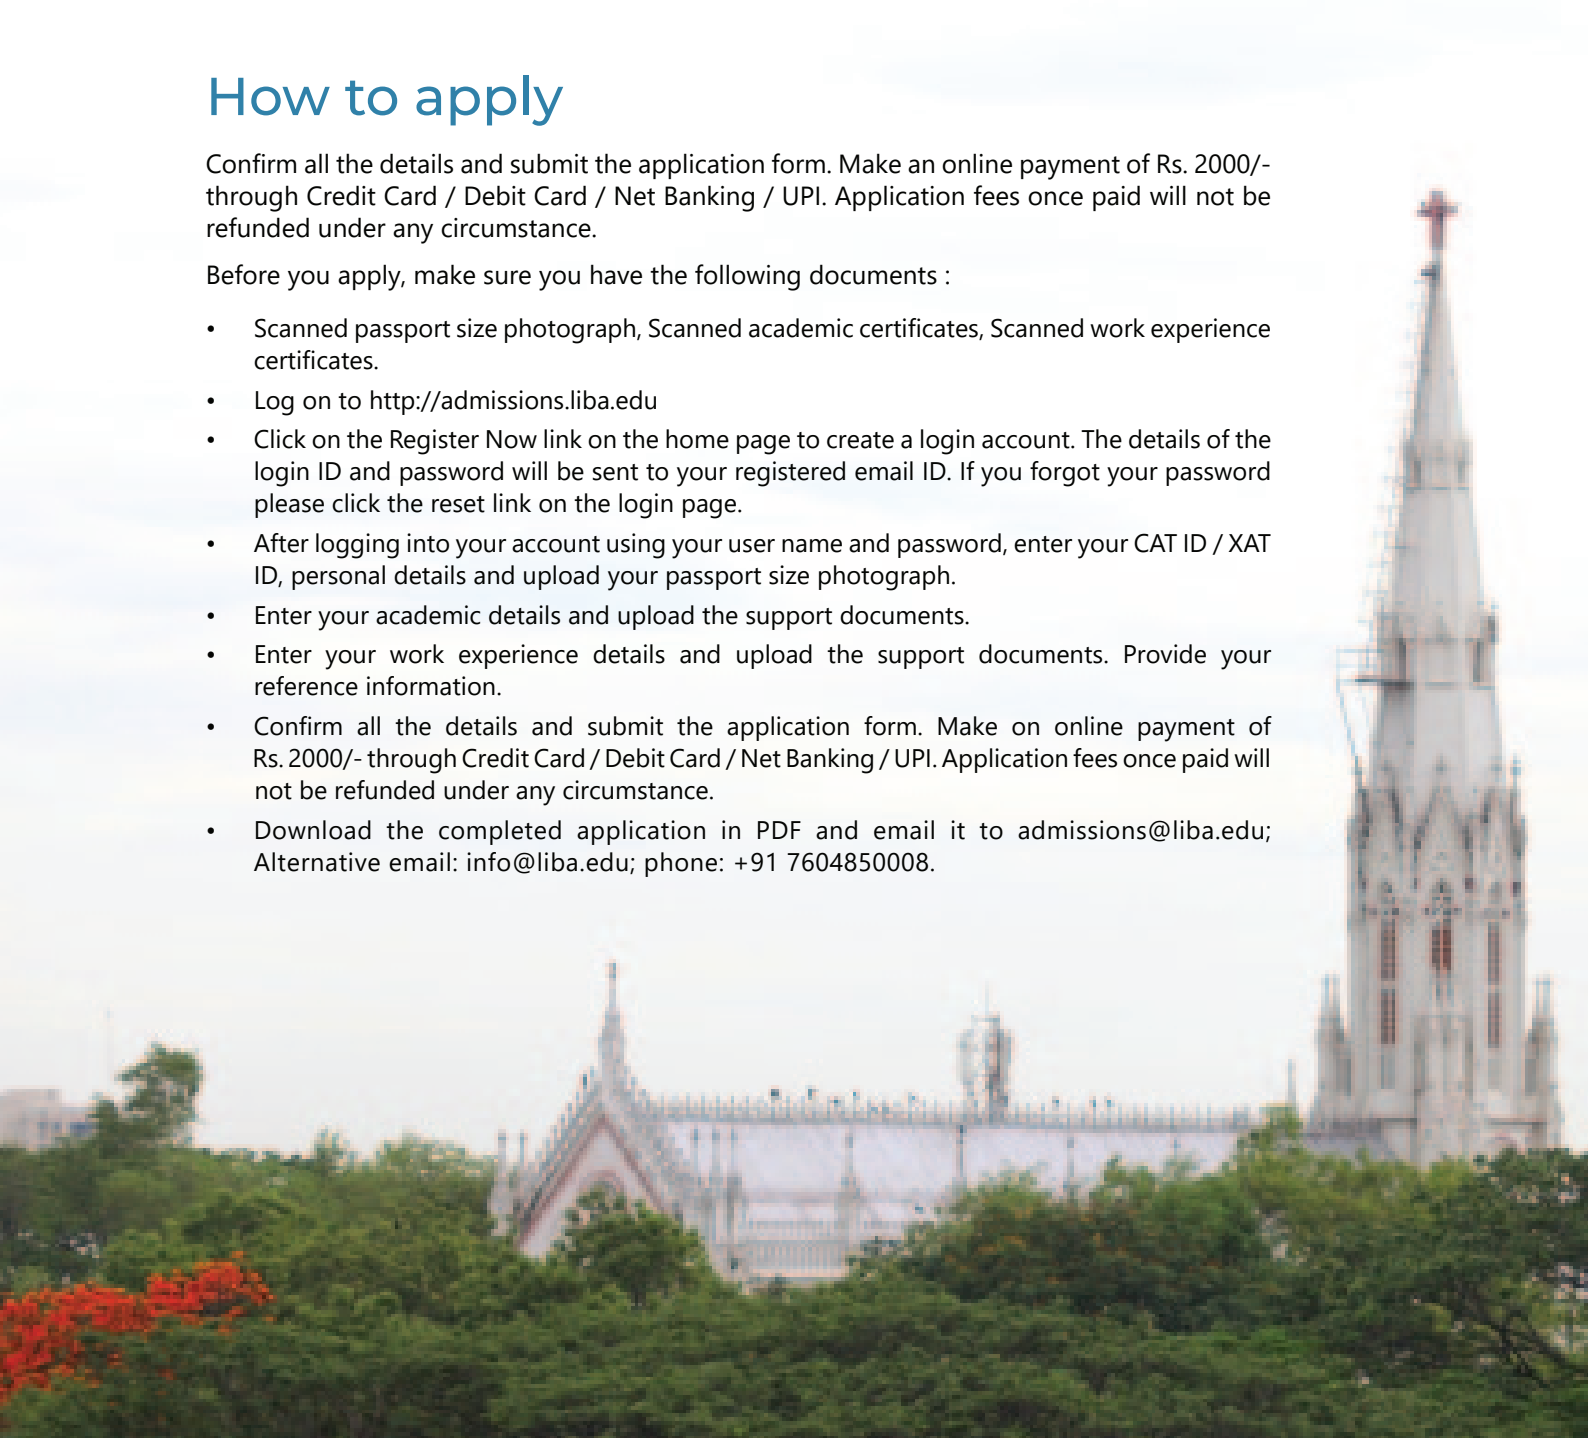 How to apply
Confirm all the details and submit the application form. Make an online payment of Rs. 2000/-
through Credit Card / Debit Card / Net Banking / UPI. Application fees once paid will not be
refunded under any circumstance.
Before you apply, make sure you have the following documents :
• Scanned passport size photograph, Scanned academic certificates, Scanned work experience
certificates.
• Log on to http://admissions.liba.edu
• Click on the Register Now link on the home page to create a login account. The details of the
login ID and password will be sent to your registered email ID. If you forgot your password
please click the reset link on the login page.
• After logging into your account using your user name and password, enter your CAT ID / XAT
ID, personal details and upload your passport size photograph.
• Enter your academic details and upload the support documents.
• Enter your work experience details and upload the support documents. Provide your
reference information.
• Confirm all the details and submit the application form. Make on online payment of
Rs. 2000/- through Credit Card / Debit Card / Net Banking / UPI. Application fees once paid will
not be refunded under any circumstance.
• Download the completed application in PDF and email it to admissions@liba.edu;
Alternative email: info@liba.edu; phone: +91 7604850008.